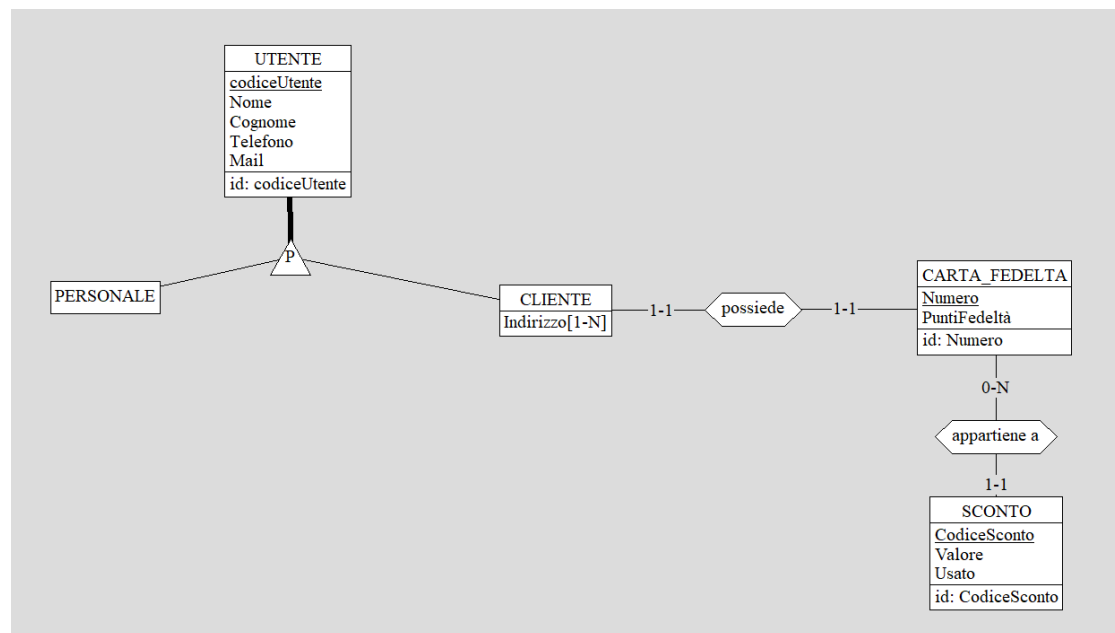 UTENTE
codiceUtente
Nome
Cognome
Telefono
Mail
id: codiceUtente
P
PERSONALE
CLIENTE
Indirizzo[1-N]
1-1
possiede
1-1
CARTA_FEDELTA
Numero
PuntiFedeltà
id: Numero
0-N
appartiene a
1-1
SCONTO
CodiceSconto
Valore
Usato
id: CodiceSconto